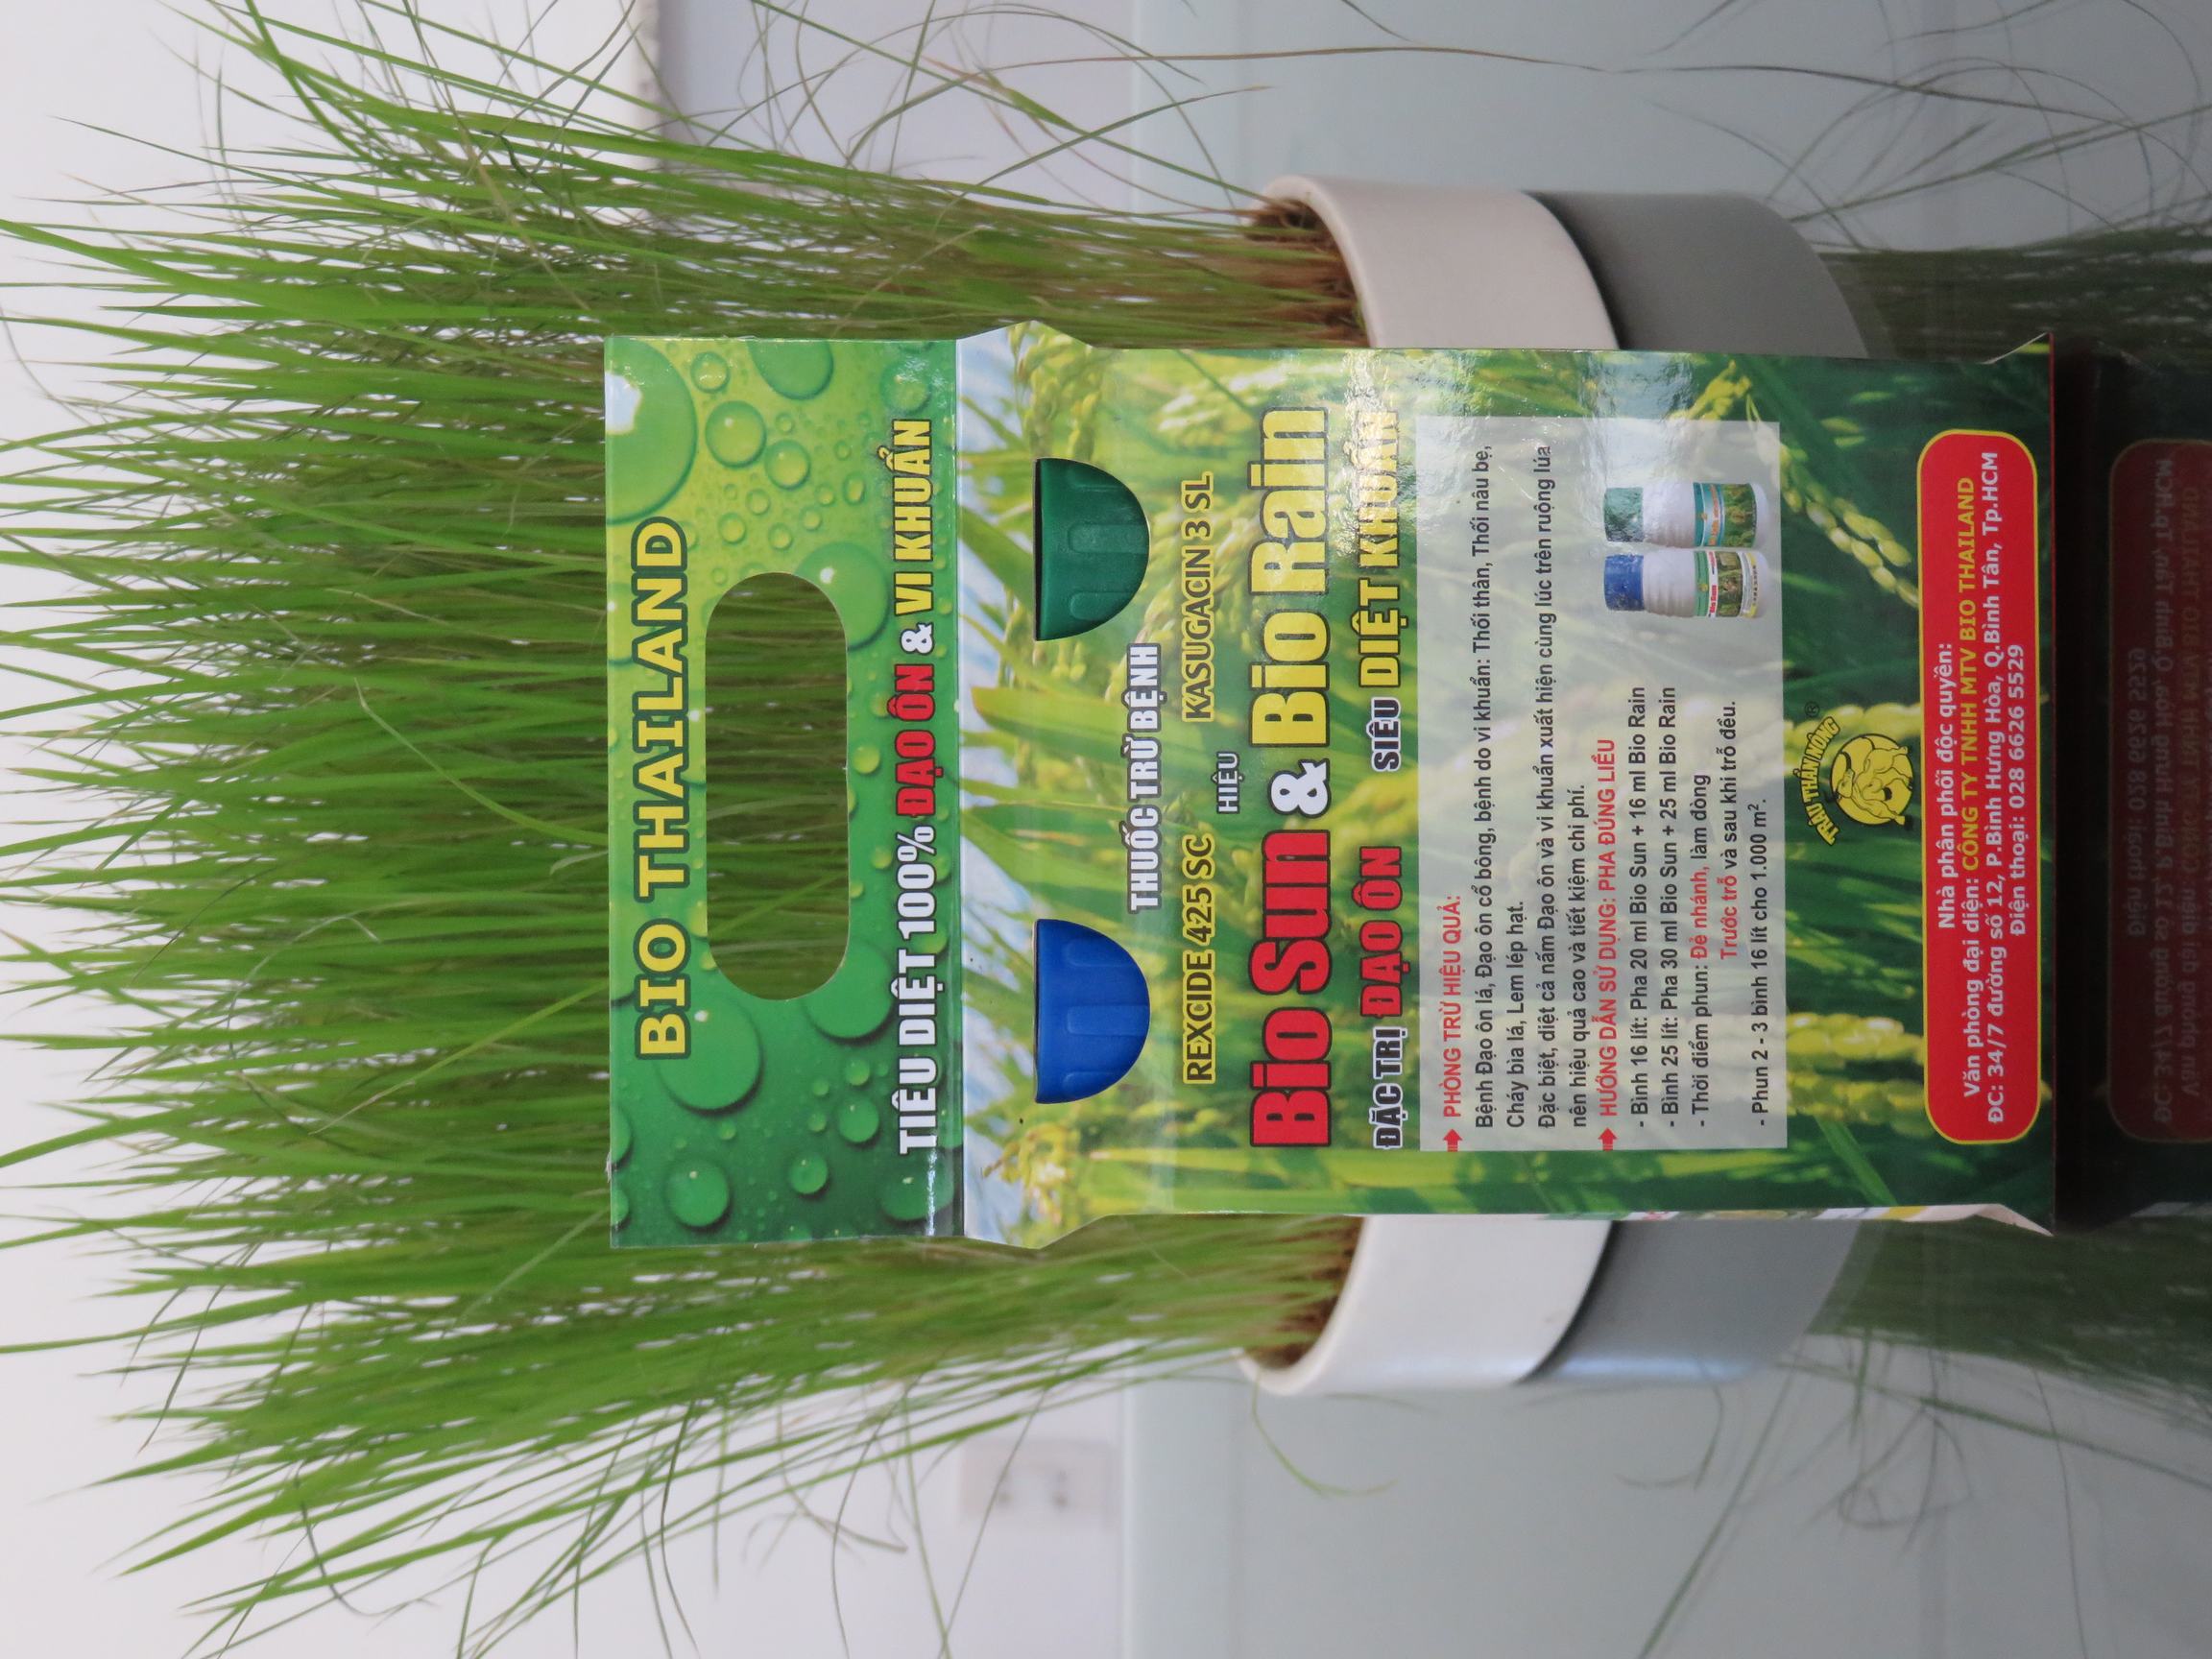 BIO THAILAND
TIÊU DIỆT 100% ĐẠO ÔN & VI KHUẨN
THUỐC TRỪ BỆNH
REXCIDE 425 SC KASUGACIN 3 SL
HIỆU
Bio Sun & Bio Rain
ĐẶC TRỊ ĐẠO ÔN SIÊU DIỆT KHUẨN
PHÒNG TRỪ HIỆU QUẢ:
Bệnh Đạo ôn lá, Đạo ôn cổ bông, bệnh do vi khuẩn: Thối thân, Thối nâu bẹ,
Cháy bìa lá, Lem lép hạt.
Đặc biệt, diệt cả nấm Đạo ôn và vi khuẩn xuất hiện cùng lúc trên ruộng lúa
nên hiệu quả cao và tiết kiệm chi phí.
HƯỚNG DẪN SỬ DỤNG: PHA ĐÚNG LIỀU
- Bình 16 lít: Pha 20 ml Bio Sun + 16 ml Bio Rain
- Bình 25 lít: Pha 30 ml Bio Sun + 25 ml Bio Rain
- Thời điểm phun: Đẻ nhánh, làm đòng
Trước trổ và sau khi trổ đều.
- Phun 2 - 3 bình 16 lít cho 1.000 m².
TRÂU THẦN NÔNG ®
Nhà phân phối độc quyền:
Văn phòng đại diện: CÔNG TY TNHH MTV BIO THAILAND
ĐC: 34/7 đường số 12, P.Bình Hưng Hòa, Q.Bình Tân, Tp.HCM
Điện thoại: 028 6626 5529